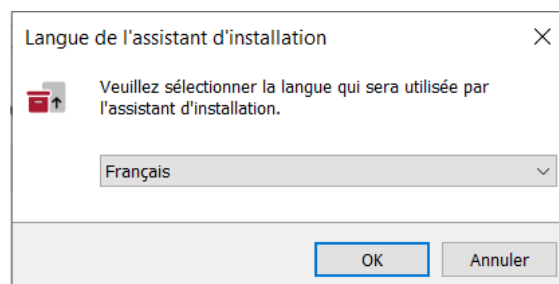 Langue de l'assistant d'installation
Veuillez sélectionner la langue qui sera utilisée par
l'assistant d'installation.
Français
OK
Annuler